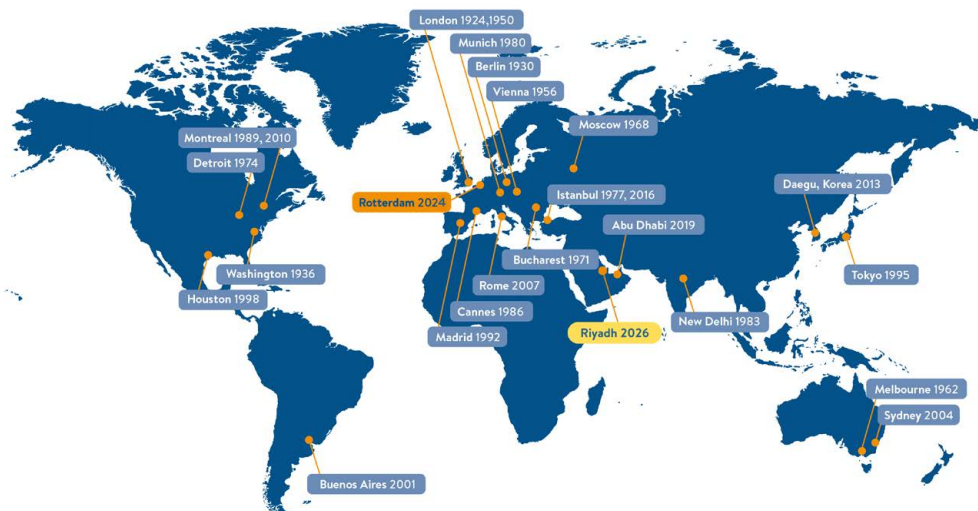 London 1924,1950
Munich 1980
Berlin 1930
Vienna 1956
Moscow 1968
Montreal 1989, 2010
Detroit 1974
Daegu, Korea 2013
Istanbul 1977, 2016
Rotterdam 2024
Abu Dhabi 2019
Bucharest 1971
Washington 1936
Tokyo 1995
Rome 2007
Houston 1998
Cannes 1986
New Delhi 1983
Riyadh 2026
Madrid 1992
Melbourne 1962
Sydney 2004
Buenos Aires 2001